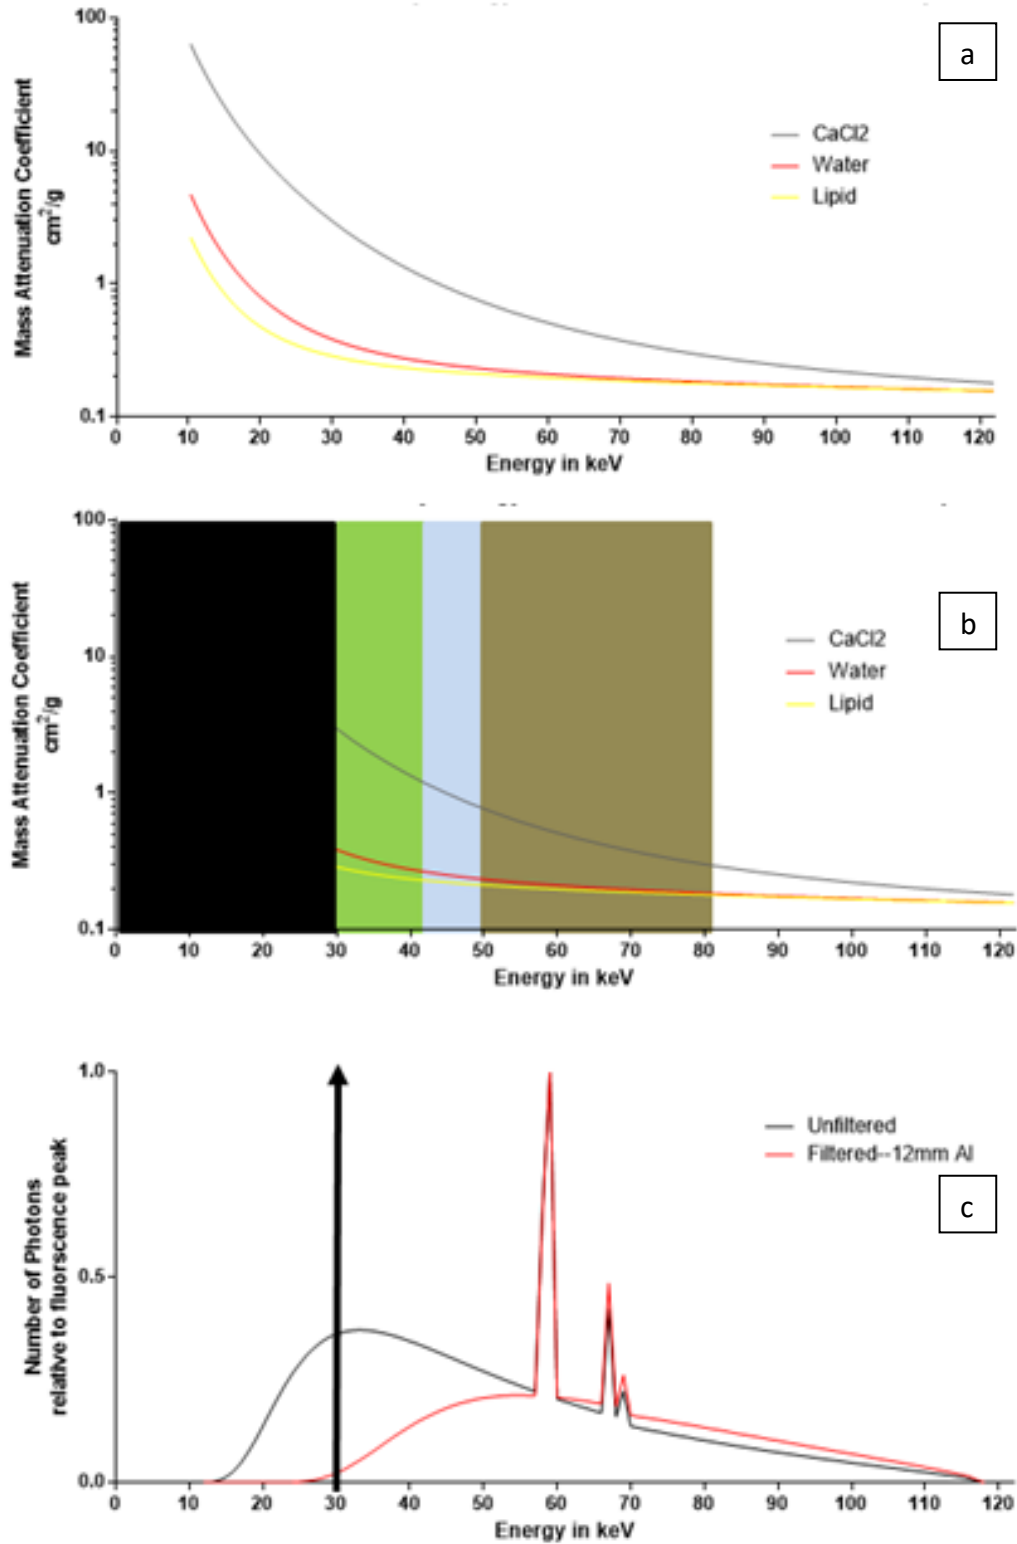 a
100
10
1
0.1
Mass Attenuation Coefficient
cm²/g
CaCl2
Water
Lipid
0 10 20 30 40 50 60 70 80 90 100 110 120
Energy in keV
b
100
10
1
0.1
Mass Attenuation Coefficient
cm²/g
CaCl2
Water
Lipid
0 10 20 30 40 50 60 70 80 90 100 110 120
Energy in keV
c
1.0
0.5
0.0
Number of Photons
relative to fluorscence peak
Unfiltered
Filtered--12mm Al
0 10 20 30 40 50 60 70 80 90 100 110 120
Energy in keV